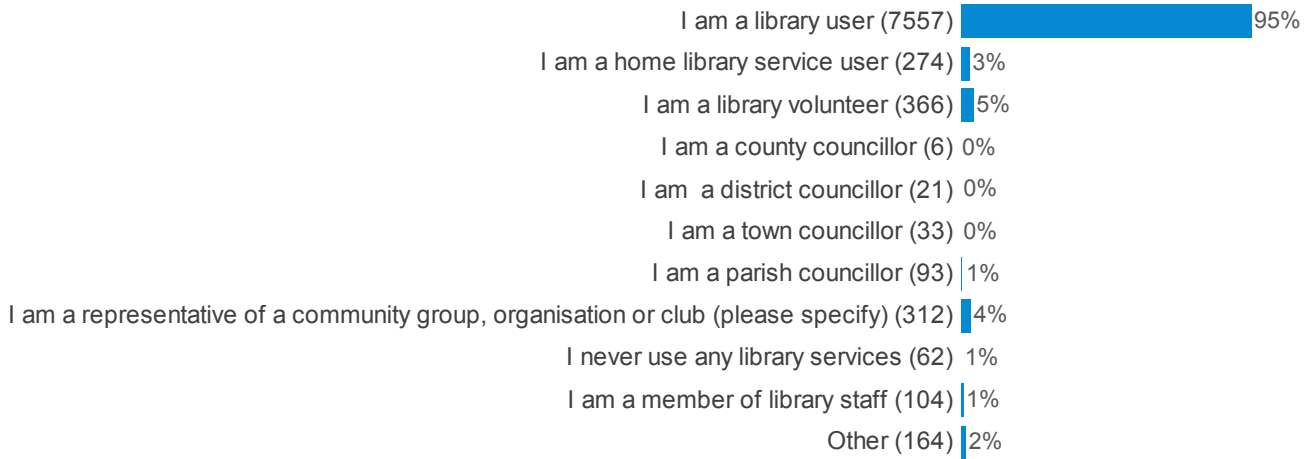 I am a library user (7557) 95%
I am a home library service user (274) 3%
I am a library volunteer (366) 5%
I am a county councillor (6) 0%
I am  a district councillor (21) 0%
I am a town councillor (33) 0%
I am a parish councillor (93) 1%
I am a representative of a community group, organisation or club (please specify) (312) 4%
I never use any library services (62) 1%
I am a member of library staff (104) 1%
Other (164) 2%